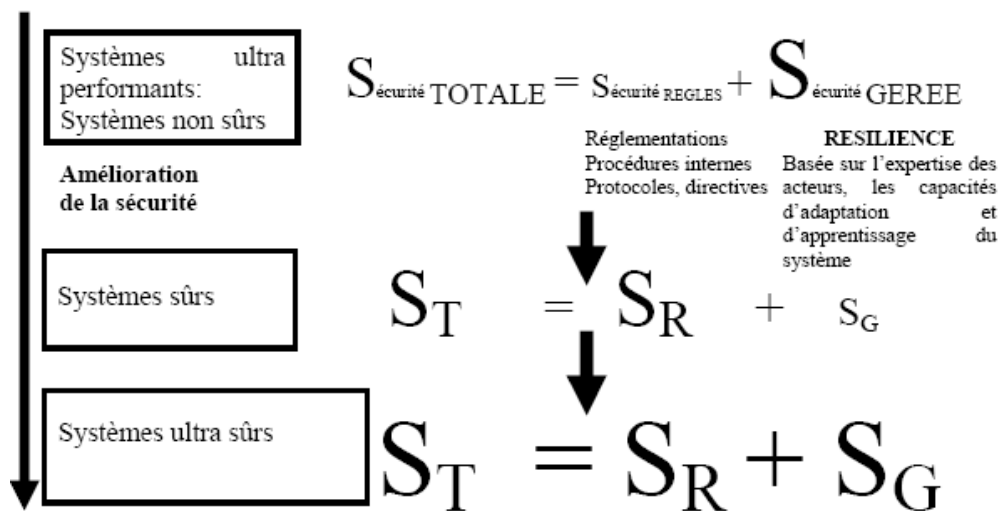 Systèmes ultra
performants:
Systèmes non sûrs
Sécurité TOTALE = Sécurité REGLES + Sécurité GEREE
Réglementations
Procédures internes
Protocoles, directives
RESILIENCE
Basée sur l'expertise des
acteurs, les capacités
d'adaptation et
d'apprentissage du
système
Amélioration
de la sécurité
Systèmes sûrs
ST = SR + SG
Systèmes ultra sûrs
ST = SR + SG